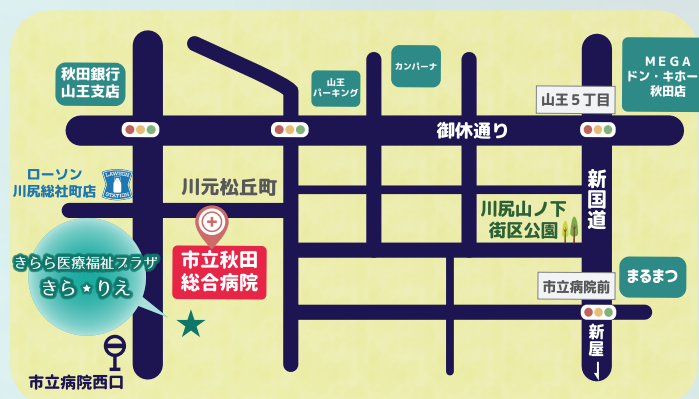 秋田銀行
山王支店
山王
パーキング
カンパーナ
MEGA
ドン・キホー
秋田店
山王5丁目
御休通り
ローソン
川尻総社町店
LAWSON
STATION
川元松丘町
新国道
川尻山ノ下
街区公園
市立秋田
総合病院
きらら医療福祉プラザ
きら★りえ
市立病院前
まるまつ
新屋
市立病院西口